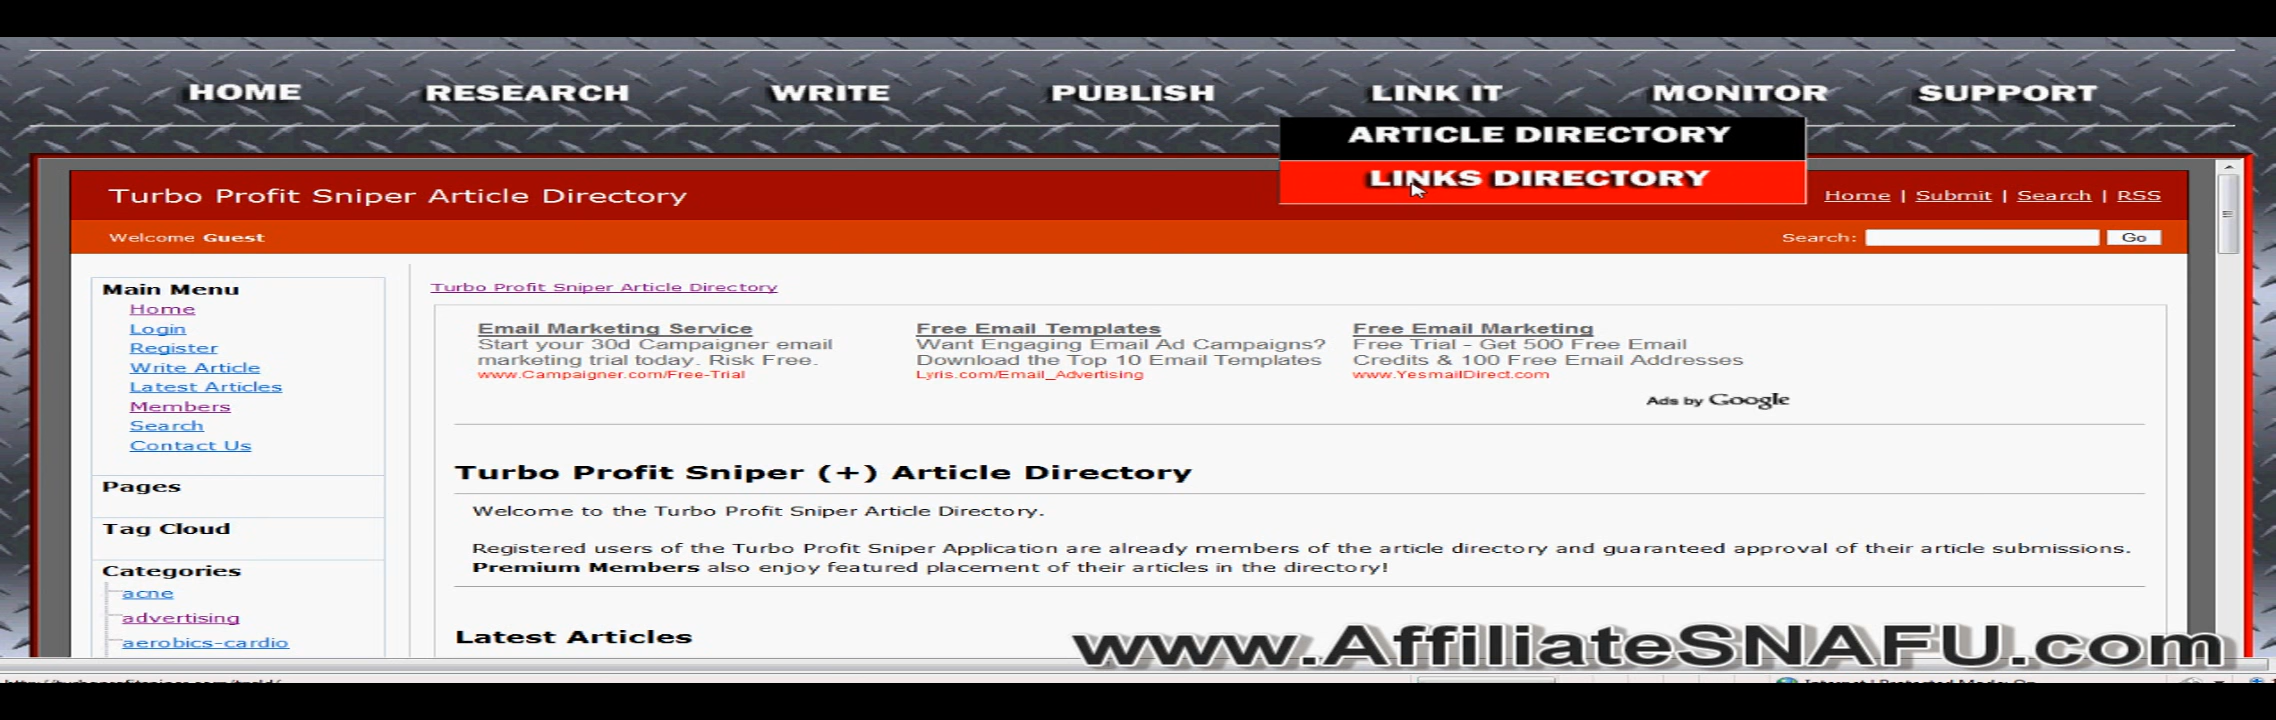 HOME RESEARCH WRITE PUBLISH LINK IT MONITOR SUPPORT
ARTICLE DIRECTORY
LINKS DIRECTORY
Turbo Profit Sniper Article Directory
Home | Submit | Search | RSS
Welcome Guest
Search: Go
Main Menu
Home
Login
Register
Write Article
Latest Articles
Members
Search
Contact Us
Pages
Tag Cloud
Categories
acne
advertising
aerobics-cardio
Turbo Profit Sniper Article Directory
Email Marketing Service
Start your 30d Campaigner email
marketing trial today. Risk Free.
www.Campaigner.com/Free-Trial
Free Email Templates
Want Engaging Email Ad Campaigns?
Download the Top 10 Email Templates
Lyris.com/Email_Advertising
Free Email Marketing
Free Trial - Get 500 Free Email
Credits & 100 Free Email Addresses
www.YesmailDirect.com
Ads by Google
Turbo Profit Sniper (+) Article Directory
Welcome to the Turbo Profit Sniper Article Directory.
Registered users of the Turbo Profit Sniper Application are already members of the article directory and guaranteed approval of their article submissions.
Premium Members also enjoy featured placement of their articles in the directory!
Latest Articles
www.AffiliateSNAFU.com
Internet | Protected Mode: On